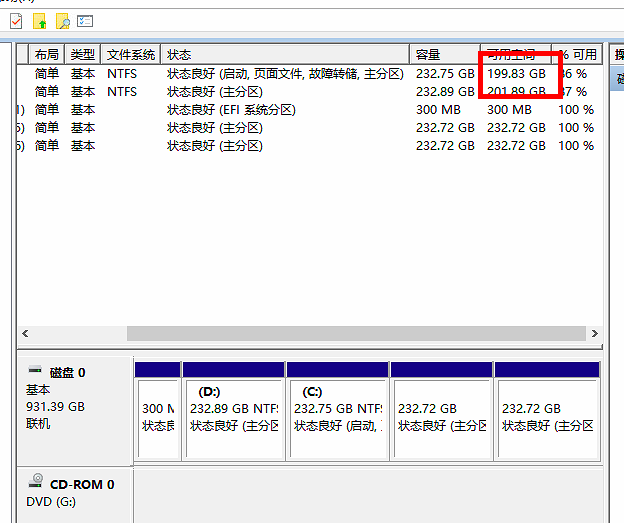 布局 类型 文件系统 状态 容量 可用空间 % 可用
简单 基本 NTFS 状态良好 (启动, 页面文件, 故障转储, 主分区) 232.75 GB 199.83 GB 86 %
简单 基本 NTFS 状态良好 (主分区) 232.89 GB 201.89 GB 87 %
1) 简单 基本 状态良好 (EFI 系统分区) 300 MB 300 MB 100 %
5) 简单 基本 状态良好 (主分区) 232.72 GB 232.72 GB 100 %
6) 简单 基本 状态良好 (主分区) 232.72 GB 232.72 GB 100 %
磁盘 0
基本
931.39 GB
联机
300 M
状态良
(D:)
232.89 GB NTF
状态良好 (主分区
(C:)
232.75 GB NTF
状态良好 (启动,
232.72 GB
状态良好 (主分区
232.72 GB
状态良好 (主分区
CD-ROM 0
DVD (G:)